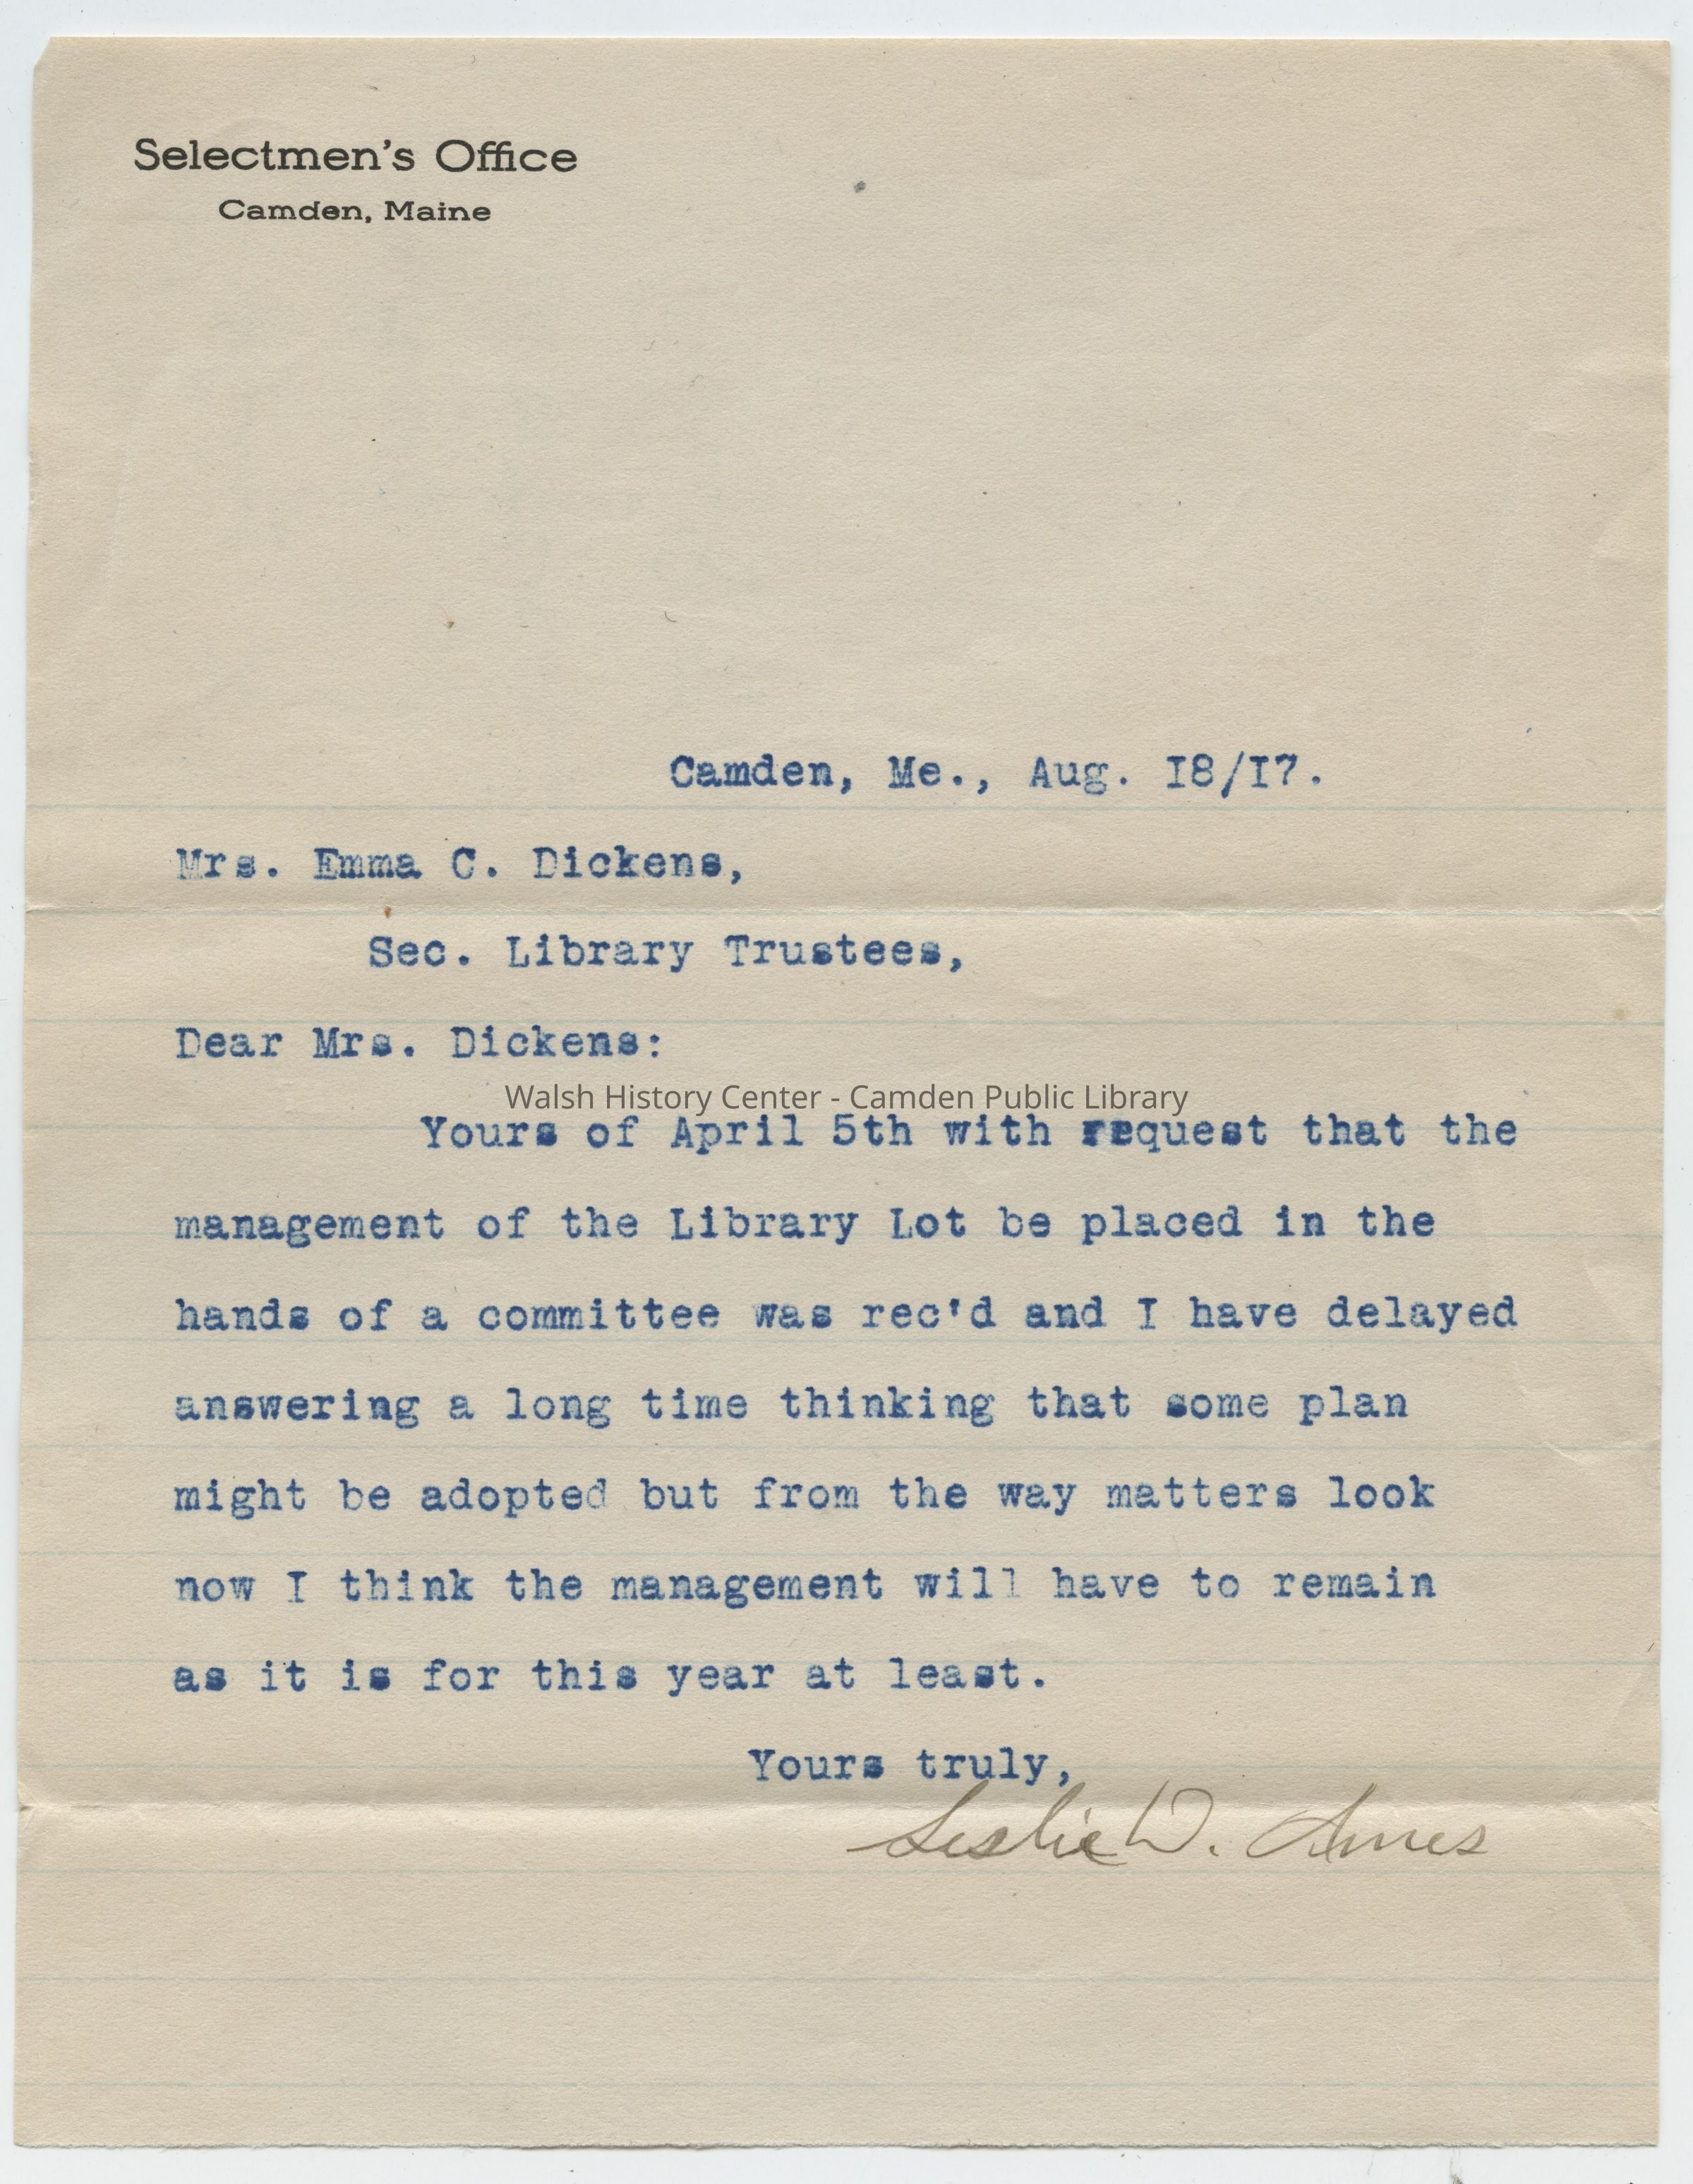 Selectmen's Office
Camden, Maine
Camden, Me., Aug. I8/I7.
Mrs. Emma C. Dickens,
Sec. Library Trustees,
Dear Mrs. Dickens:
Walsh History Center - Camden Public Library
Yours of April 5th with request that the
management of the Library Lot be placed in the
hands of a committee was rec'd and I have delayed
answering a long time thinking that some plan
might be adopted but from the way matters look
now I think the management will have to remain
as it is for this year at least.
Yours truly,
Leslie D. Ames